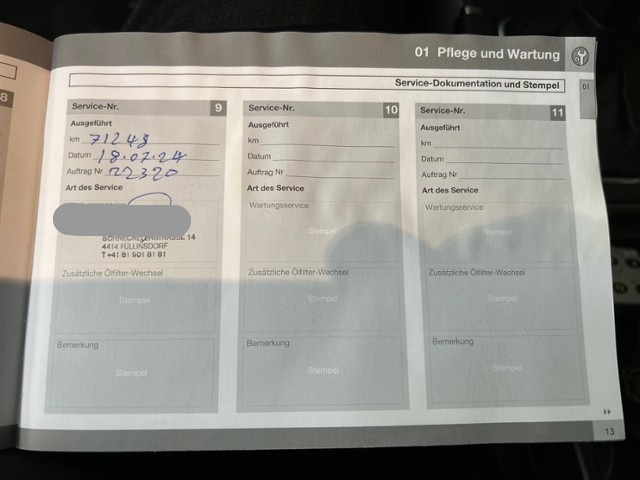 8
01 Pflege und Wartung
Service-Dokumentation und Stempel
01
Service-Nr. 9
Ausgeführt
km 71248
Datum 18.07.24
Auftrag Nr 22320
Art des Service
14
4414 FÜLLINSDORF
T +41 61 901 81 81
Zusätzliche Ölfilter-Wechsel
Stempel
Bemerkung
Stempel
Service-Nr. 10
Ausgeführt
km
Datum
Auftrag Nr.
Art des Service
Wartungsservice
Stempel
Zusätzliche Ölfilter-Wechsel
Stempel
Bemerkung
Stempel
Service-Nr. 11
Ausgeführt
km
Datum
Auftrag Nr.
Art des Service
Wartungsservice
Stempel
Zusätzliche Ölfilter-Wechsel
Stempel
Bemerkung
Stempel
13